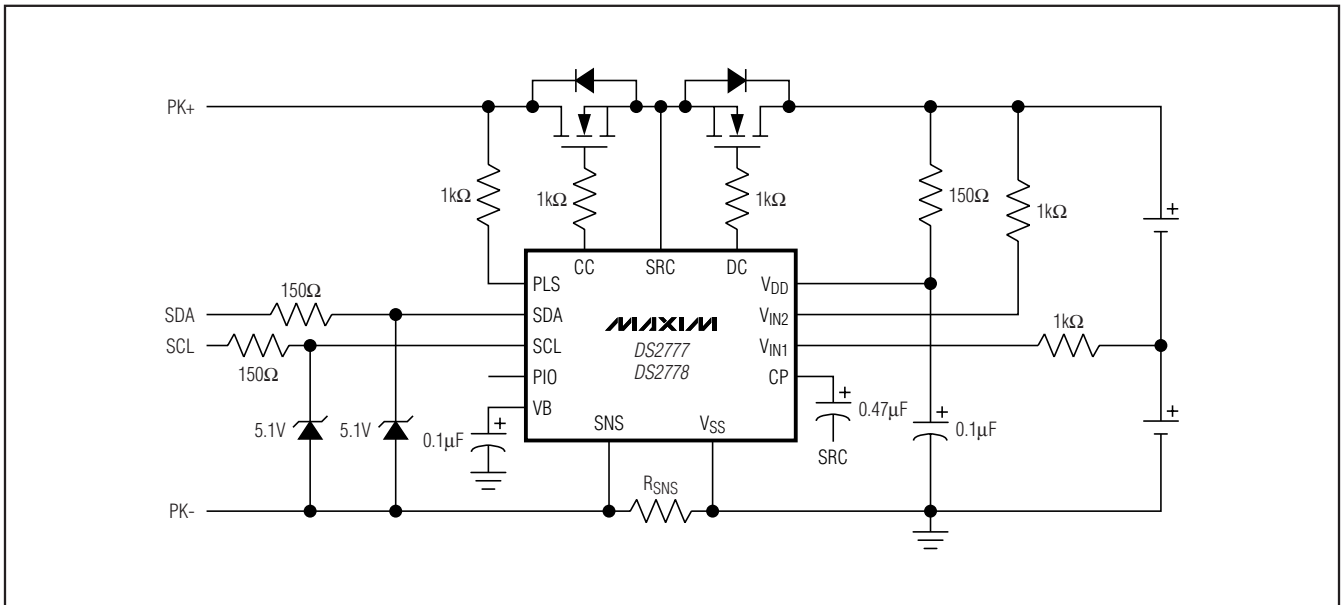 PK+
1kΩ
1kΩ
1kΩ
150Ω
1kΩ
+
CC
SRC
DC
PLS
VDD
SDA
150Ω
SDA
VIN2
MAXIM
SCL
150Ω
SCL
DS2777
DS2778
VIN1
1kΩ
PIO
CP
VB
+
0.47µF
SRC
+
5.1V
5.1V
+
0.1µF
SNS
VSS
+
0.1µF
RSNS
PK-